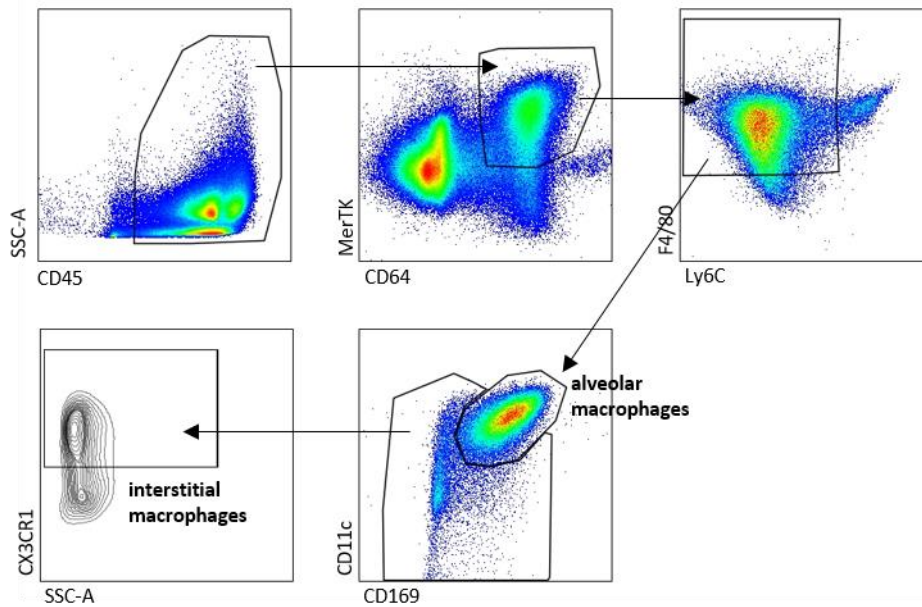 SSC-A
CD45
MerTK
CD64
F4/80
Ly6C
CX3CR1
SSC-A
interstitial
macrophages
CD11c
CD169
alveolar
macrophages